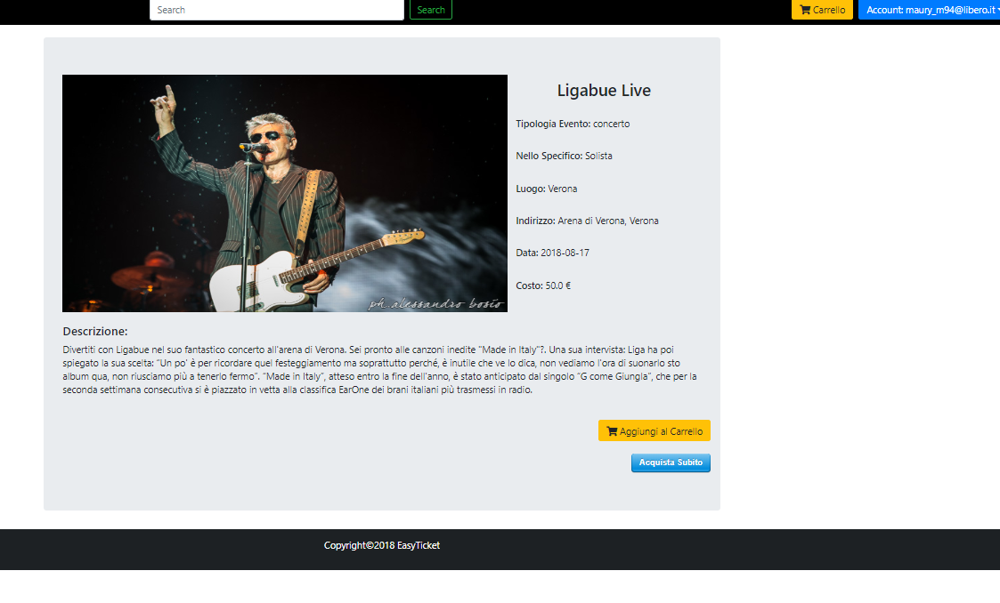 Search
Search
Carrello
Account: maury_m94@libero.it
Ligabue Live
Tipologia Evento: concerto
Nello Specifico: Solista
Luogo: Verona
Indirizzo: Arena di Verona, Verona
Data: 2018-08-17
Costo: 50.0 €
ph.alessandro bosio
Descrizione:
Divertiti con Ligabue nel suo fantastico concerto all'arena di Verona. Sei pronto alle canzoni inedite "Made in Italy"?. Una sua intervista: Liga ha poi
spiegato la sua scelta: "Un po' è per ricordare quel festeggiamento ma soprattutto perché, è inutile che ve lo dica, non vediamo l'ora di suonarlo sto
album qua, non riusciamo più a tenerlo fermo". "Made in Italy", atteso entro la fine dell'anno, è stato anticipato dal singolo "G come Giungla", che per la
seconda settimana consecutiva si è piazzato in vetta alla classifica EarOne dei brani italiani più trasmessi in radio.
Aggiungi al Carrello
Acquista Subito
Copyright©2018 EasyTicket